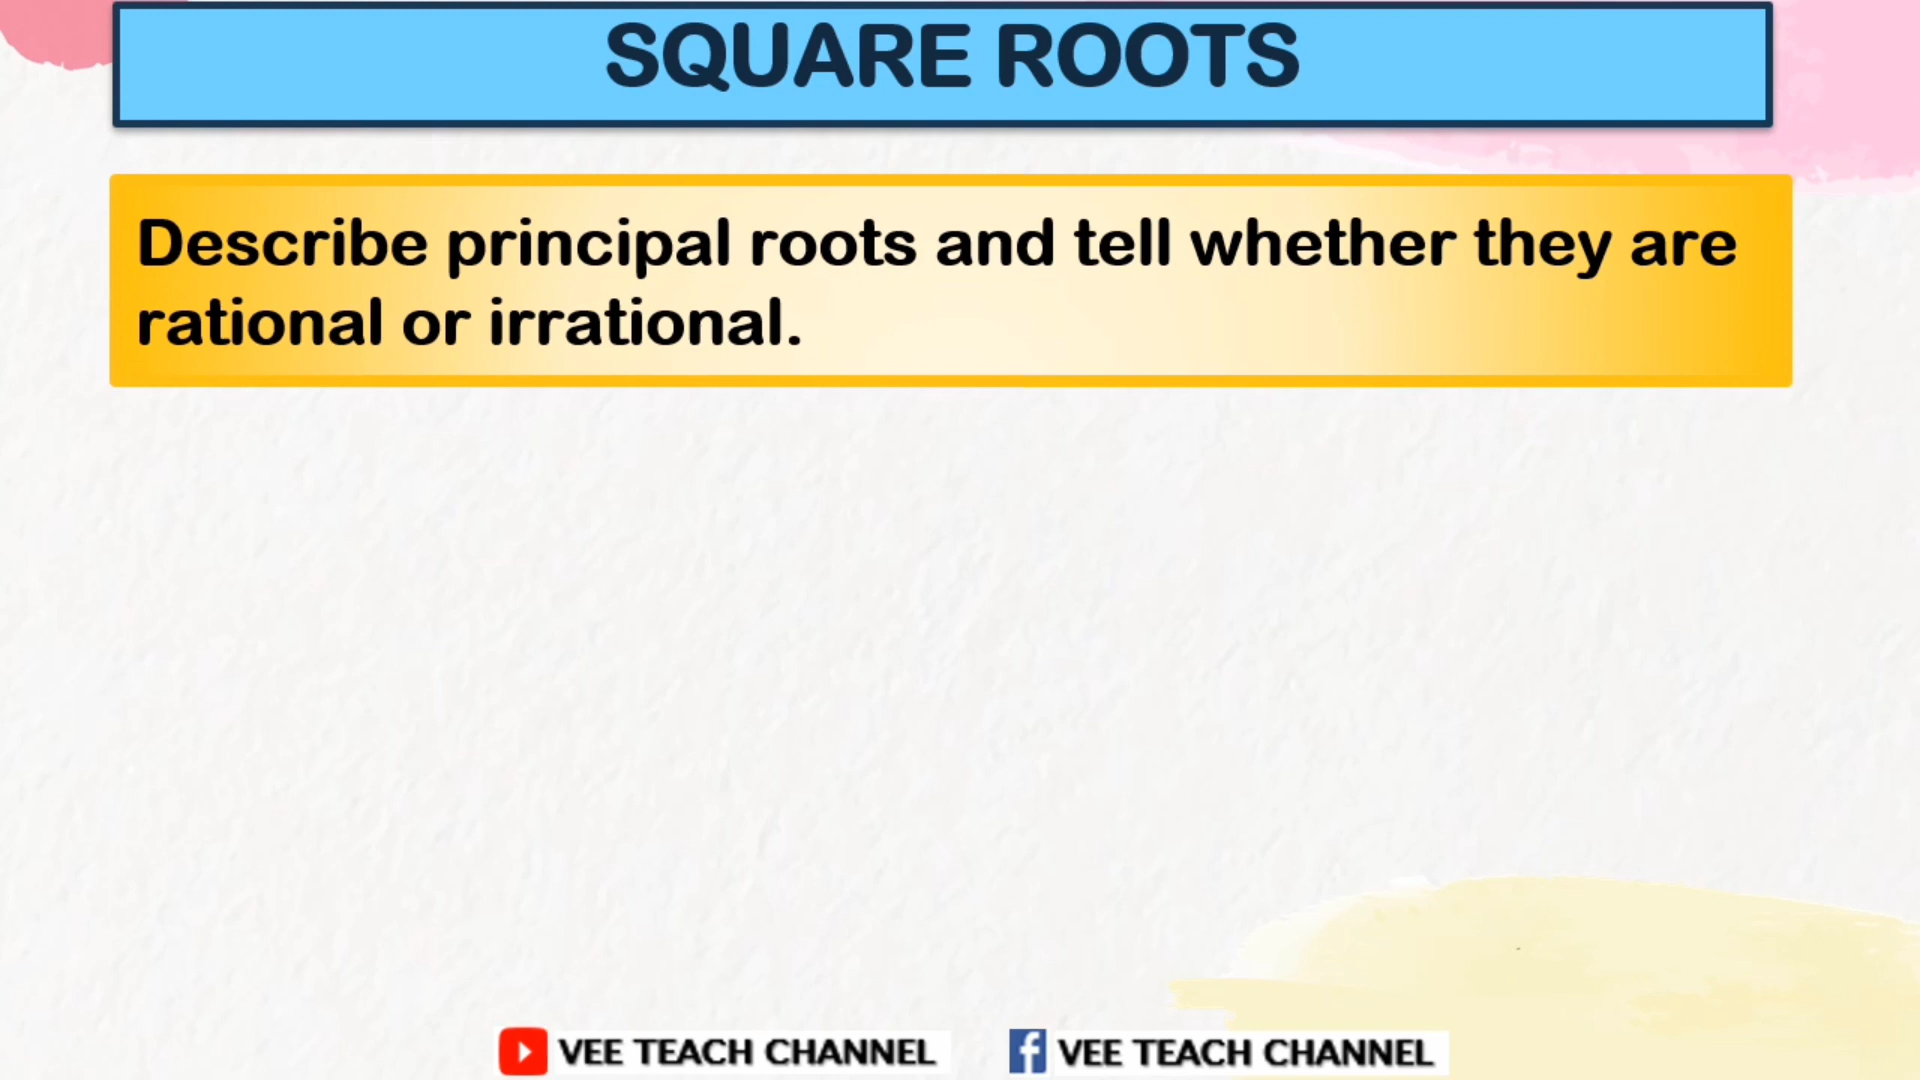 SQUARE ROOTS
Describe principal roots and tell whether they are
rational or irrational.
VEE TEACH CHANNEL
VEE TEACH CHANNEL